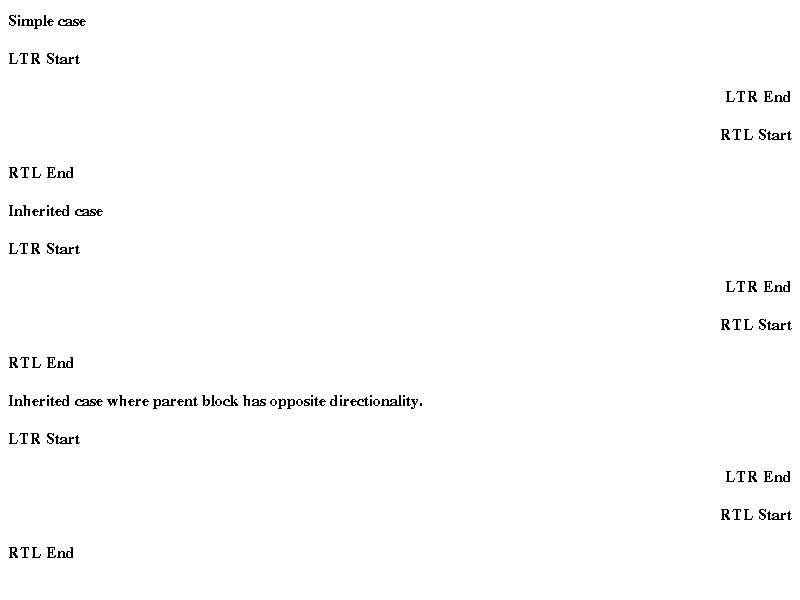 Simple case
LTR Start
LTR End
RTL Start
RTL End
Inherited case
LTR Start
LTR End
RTL Start
RTL End
Inherited case where parent block has opposite directionality.
LTR Start
LTR End
RTL Start
RTL End